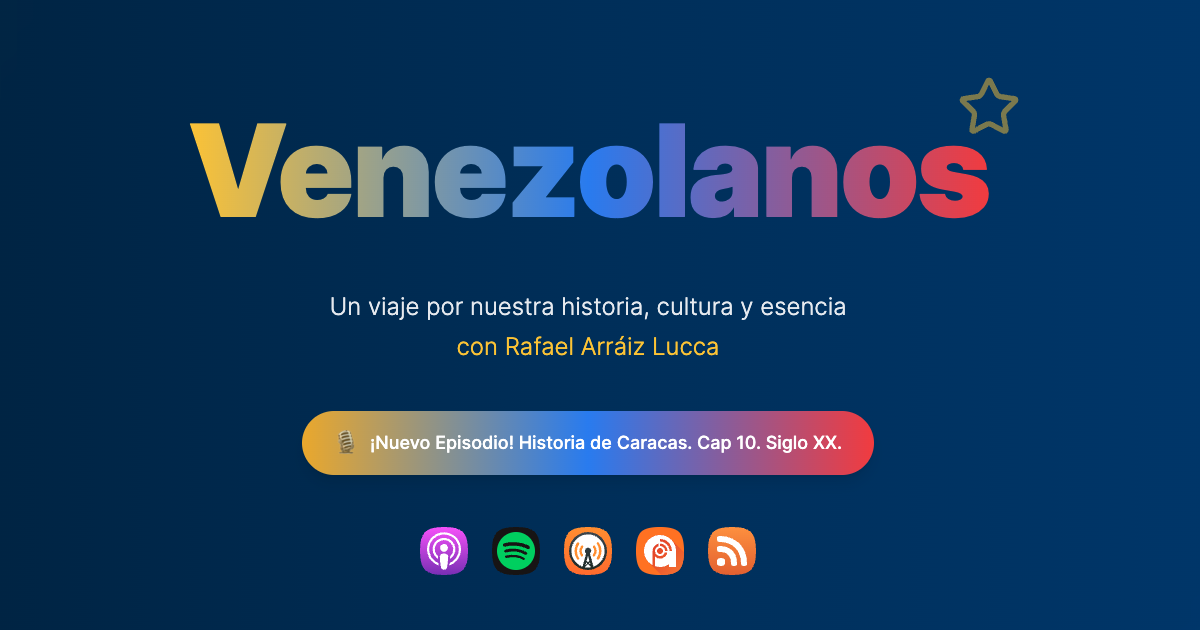 Venezolanos
Un viaje por nuestra historia, cultura y esencia
con Rafael Arráiz Lucca
¡Nuevo Episodio! Historia de Caracas. Cap 10. Siglo XX.